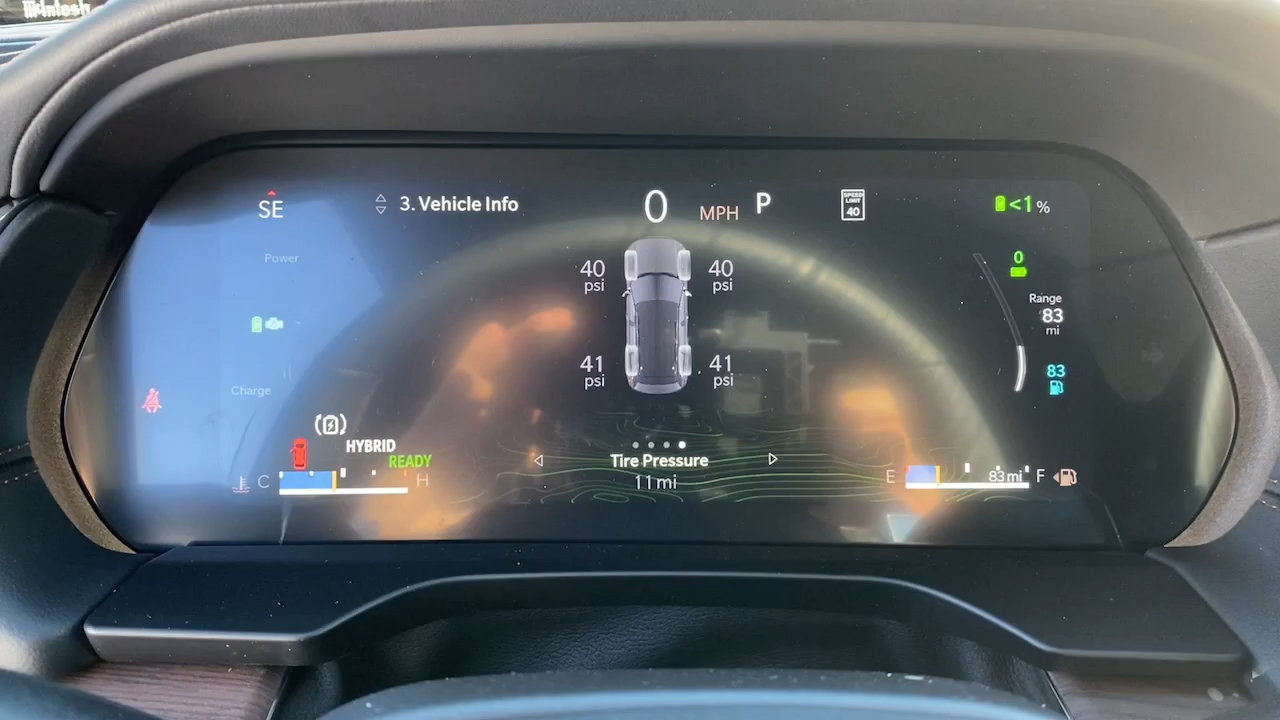 McIntosh
SE
3. Vehicle Info
0 MPH P
SPEED
LIMIT
40
<1 %
Power
40
psi
40
psi
0
Range
83
mi
Charge
41
psi
41
psi
83
HYBRID
READY
C H
Tire Pressure
11 mi
E 83 mi F